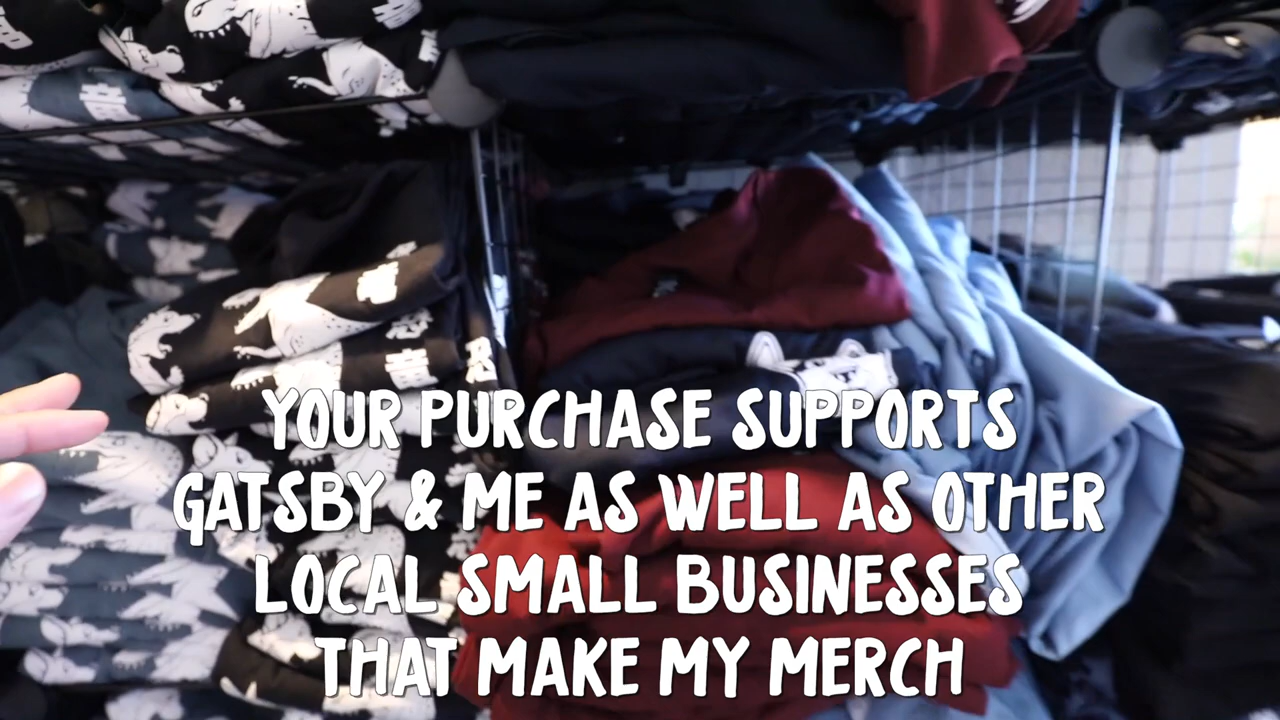 YOUR PURCHASE SUPPORTS
GATSBY & ME AS WELL AS OTHER
LOCAL SMALL BUSINESSES
THAT MAKE MY MERCH